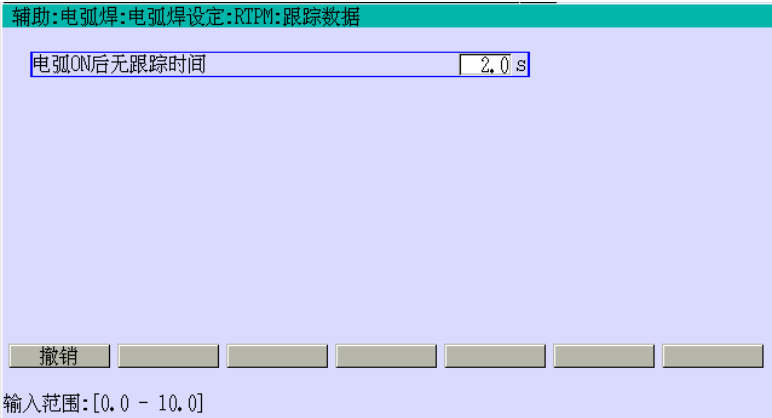 辅助:电弧焊:电弧焊设定:RTPM:跟踪数据
电弧ON后无跟踪时间 2.0 s
撤销
输入范围:[0.0 - 10.0]